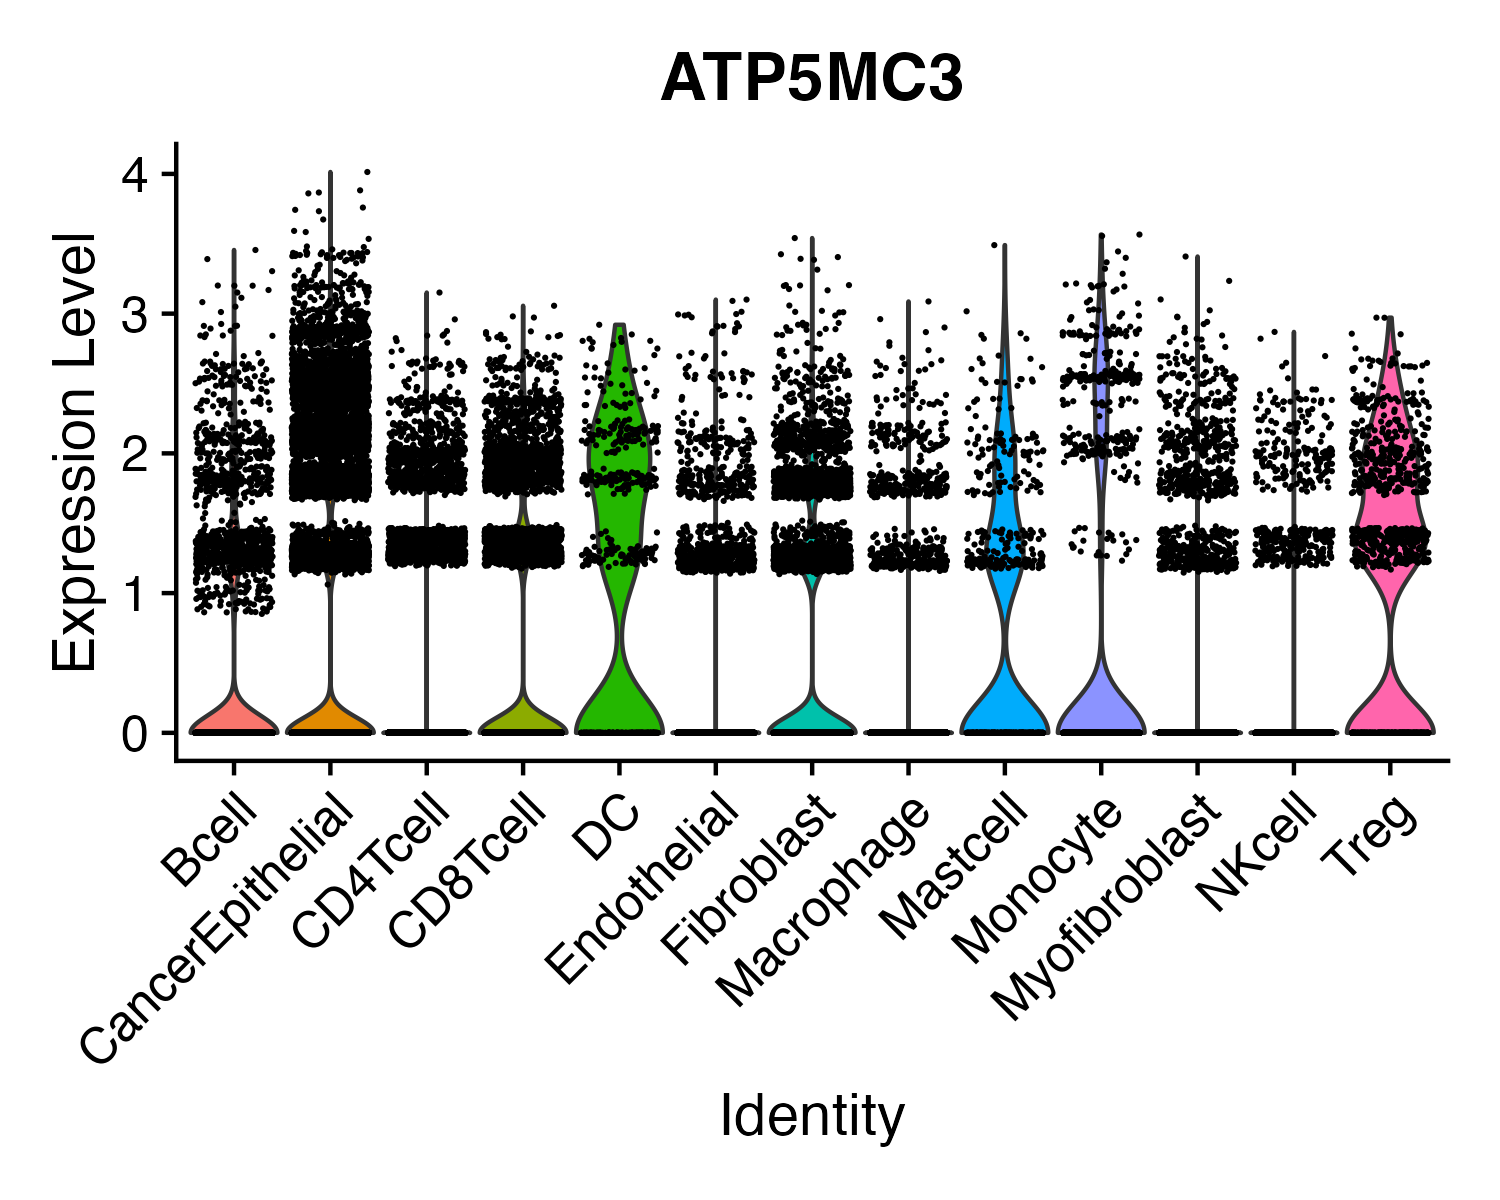 ATP5MC3
Expression Level
4
3
2
1
0
Bcell
CancerEpithelial
CD4Tcell
CD8Tcell
DC
Endothelial
Fibroblast
Macrophage
Mastcell
Monocyte
Myofibroblast
NKcell
Treg
Identity